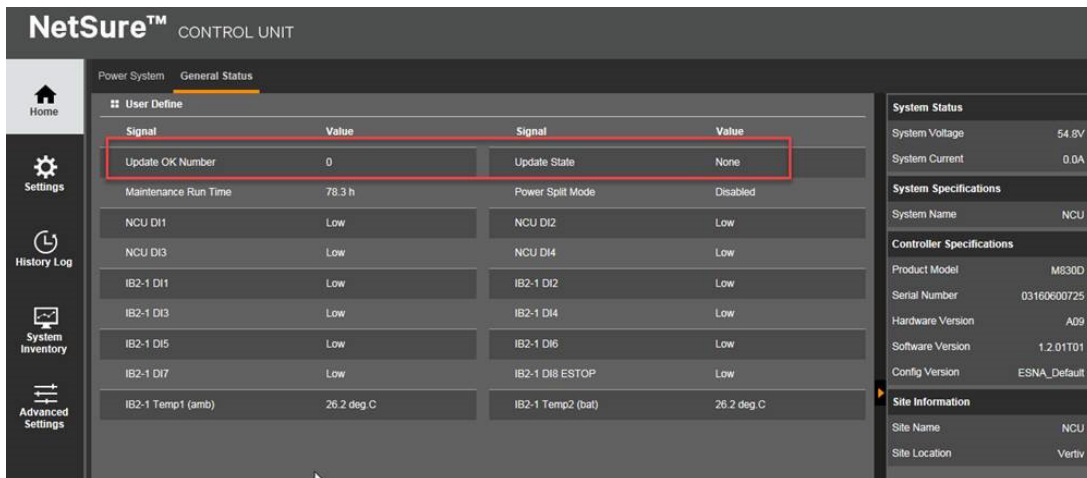 NetSure™ CONTROL UNIT
Home
Settings
History Log
System Inventory
Advanced Settings
Power System General Status
User Define
Signal Value Signal Value
Update OK Number 0 Update State None
Maintenance Run Time 78.3 h Power Split Mode Disabled
NCU DI1 Low NCU DI2 Low
NCU DI3 Low NCU DI4 Low
IB2-1 DI1 Low IB2-1 DI2 Low
IB2-1 DI3 Low IB2-1 DI4 Low
IB2-1 DI5 Low IB2-1 DI6 Low
IB2-1 DI7 Low IB2-1 DI8 ESTOP Low
IB2-1 Temp1 (amb) 26.2 deg.C IB2-1 Temp2 (bat) 26.2 deg.C
System Status
System Voltage 54.8V
System Current 0.0A
System Specifications
System Name NCU
Controller Specifications
Product Model M830D
Serial Number 03160600725
Hardware Version A09
Software Version 1.2.01T01
Config Version ESNA_Default
Site Information
Site Name NCU
Site Location Vertiv